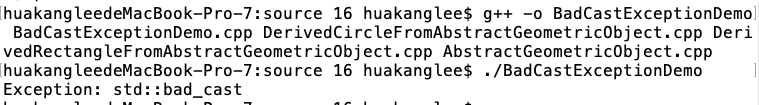 [huakangleedeMacBook-Pro-7:source 16 huakanglee$ g++ -o BadCastExceptionDemo]
 BadCastExceptionDemo.cpp DerivedCircleFromAbstractGeometricObject.cpp Deri
vedRectangleFromAbstractGeometricObject.cpp AbstractGeometricObject.cpp
[huakangleedeMacBook-Pro-7:source 16 huakanglee$ ./BadCastExceptionDemo ]
Exception: std::bad_cast